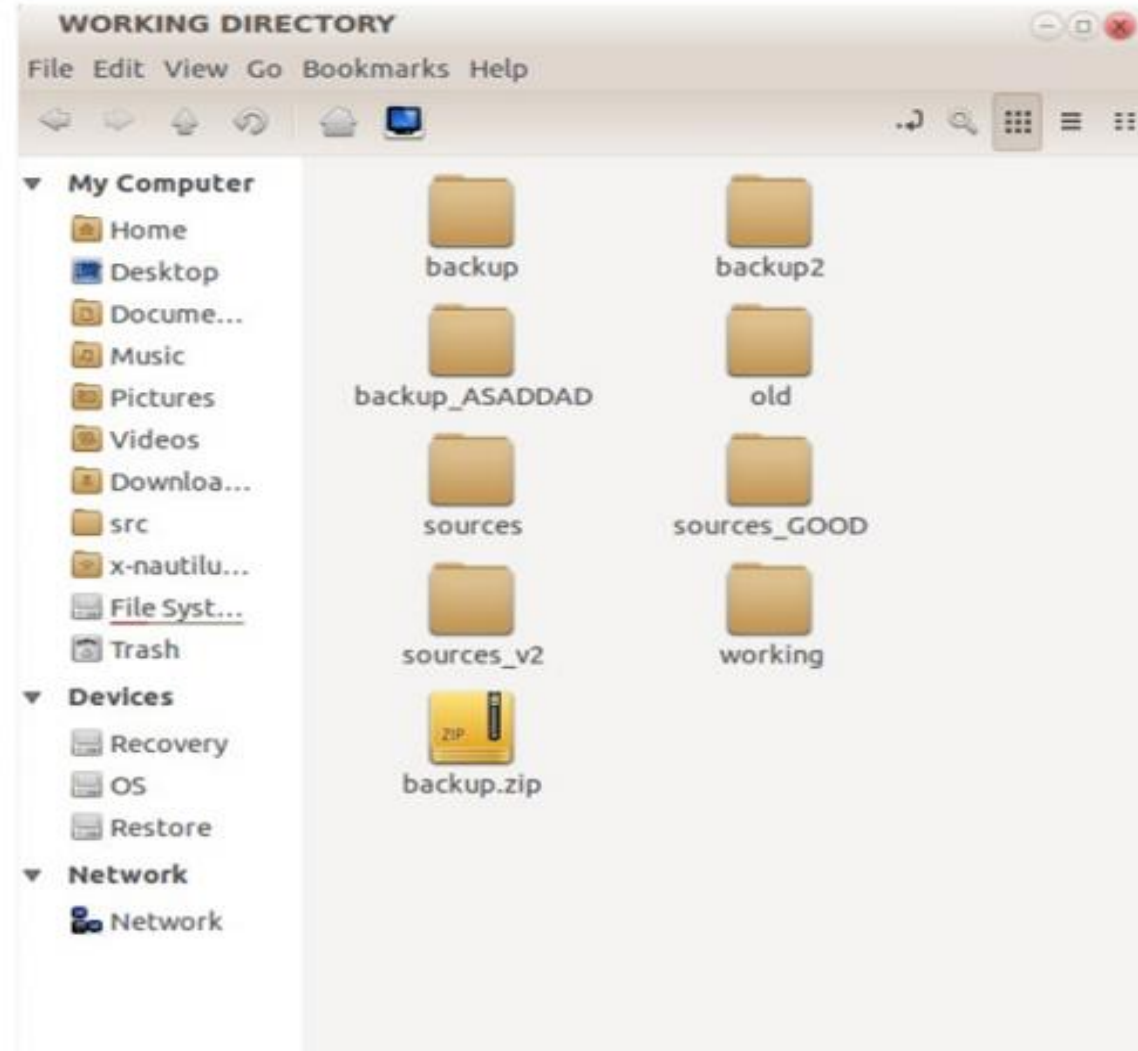 WORKING DIRECTORY
File Edit View Go Bookmarks Help
My Computer
Home
Desktop
Docume...
Music
Pictures
Videos
Downloa...
src
x-nautilu...
File Syst...
Trash
Devices
Recovery
OS
Restore
Network
Network
backup backup2
backup_ASADDAD old
sources sources_GOOD
sources_v2 working
ZIP
backup.zip